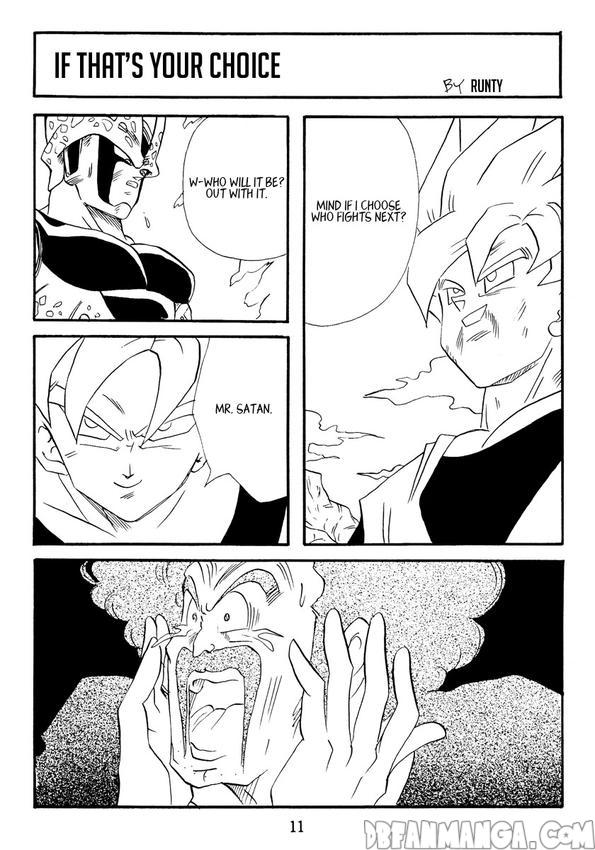 IF THAT'S YOUR CHOICE
BY RUNTY
MIND IF I CHOOSE
WHO FIGHTS NEXT?
W-WHO WILL IT BE?
OUT WITH IT.
MR. SATAN.
11
DBFANMANGA.COM